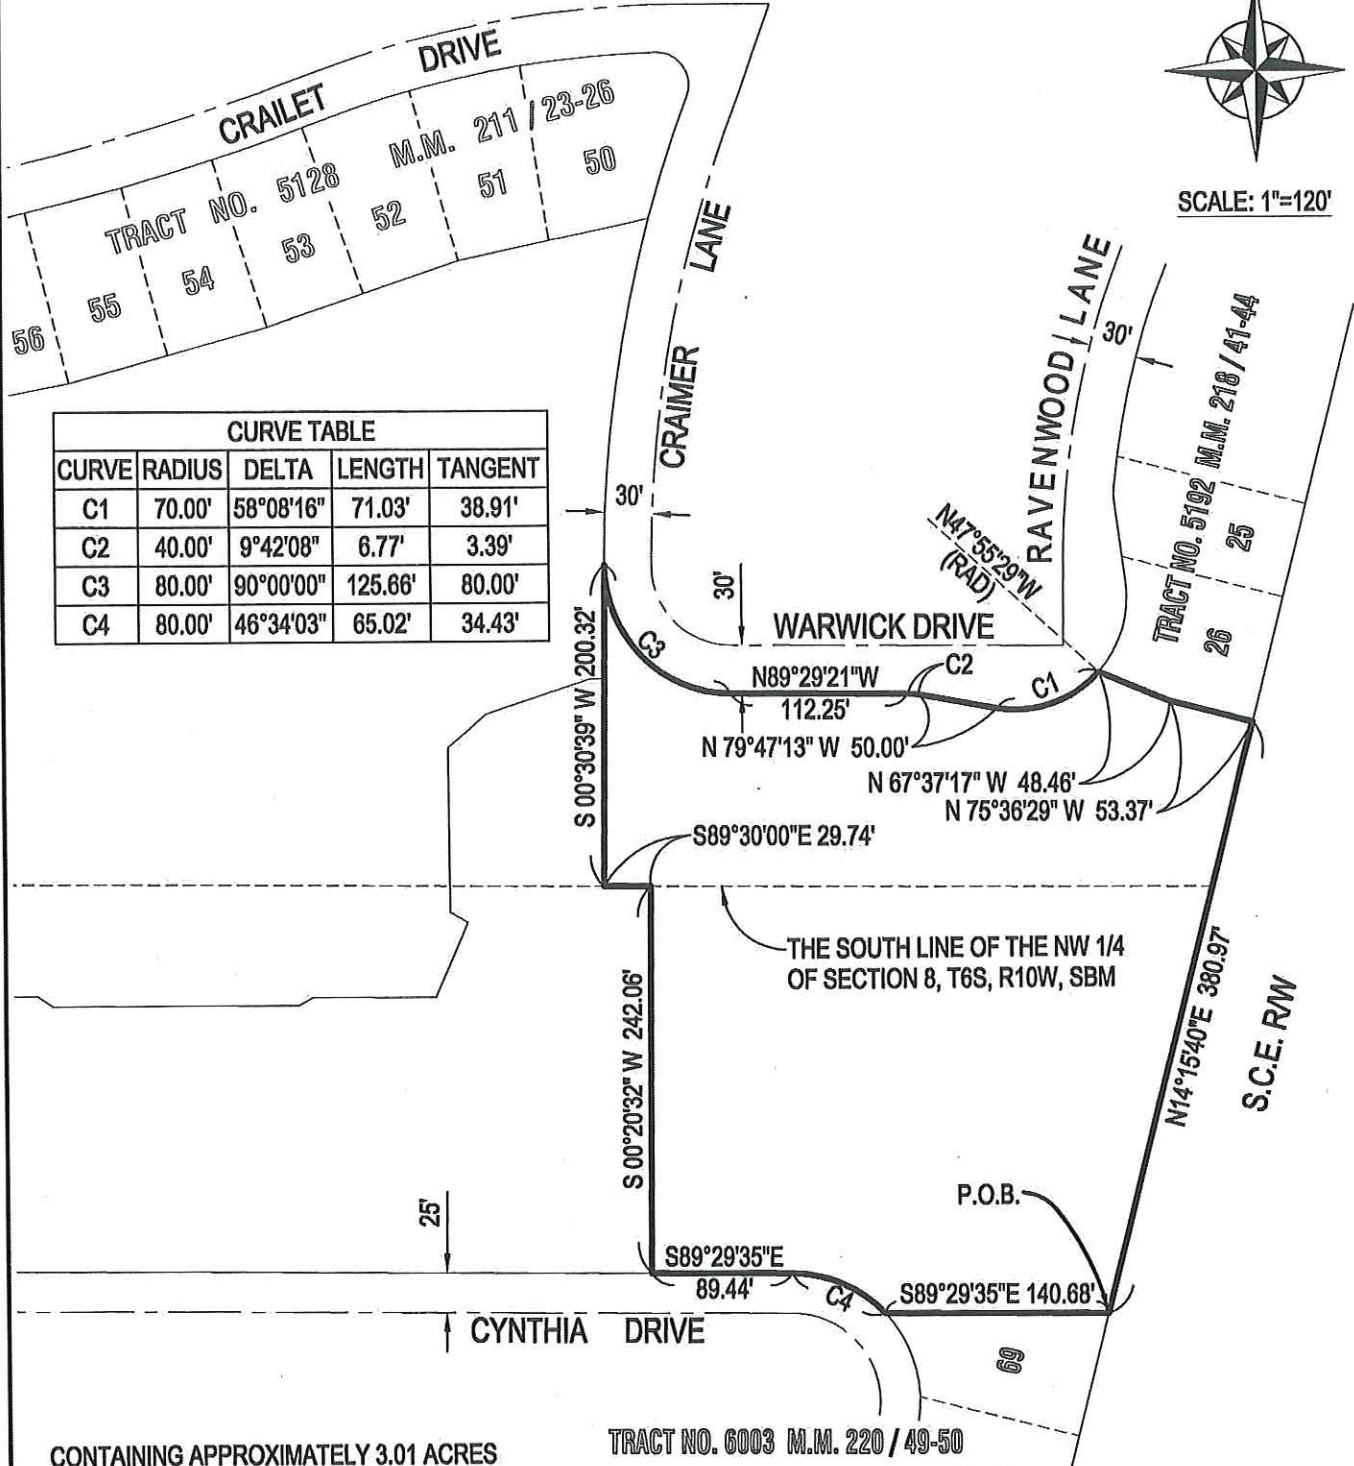 CRAILET DRIVE
TRACT NO. 5128 M.M. 211 / 23-26
56
55
54
53
52
51
50
SCALE: 1"=120'
CRAIMER LANE
RAVENWOOD LANE
30'
TRACT NO. 5192 M.M. 218 / 41-44
25
26
CURVE TABLE
CURVE RADIUS DELTA LENGTH TANGENT
C1 70.00' 58°08'16" 71.03' 38.91'
C2 40.00' 9°42'08" 6.77' 3.39'
C3 80.00' 90°00'00" 125.66' 80.00'
C4 80.00' 46°34'03" 65.02' 34.43'
30'
30'
N47°55'29"W
(RAD)
WARWICK DRIVE
C3
N89°29'21"W
112.25'
C2
C1
N 79°47'13" W 50.00'
N 67°37'17" W 48.46'
N 75°36'29" W 53.37'
S 00°30'39" W 200.32'
S89°30'00"E 29.74'
THE SOUTH LINE OF THE NW 1/4
OF SECTION 8, T6S, R10W, SBM
S 00°20'32" W 242.06'
N14°15'40"E 380.97'
S.C.E. R/W
P.O.B.
25'
S89°29'35"E
89.44'
C4
S89°29'35"E 140.68'
CYNTHIA DRIVE
69
CONTAINING APPROXIMATELY 3.01 ACRES
TRACT NO. 6003 M.M. 220 / 49-50